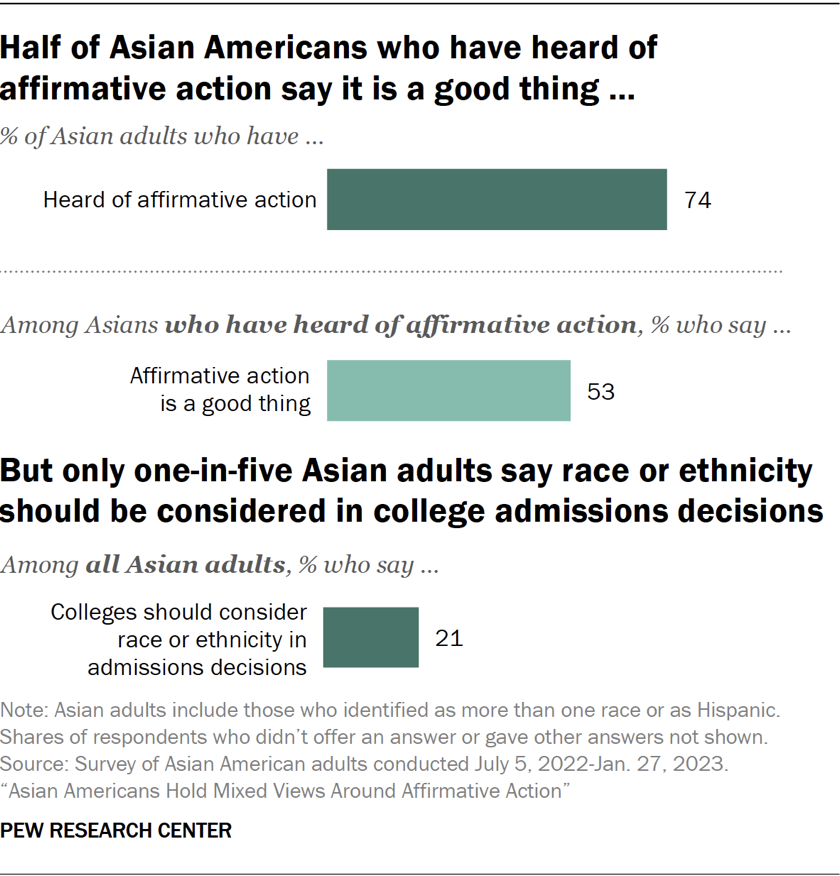 Half of Asian Americans who have heard of
affirmative action say it is a good thing ...
% of Asian adults who have ...
Heard of affirmative action 74
Among Asians who have heard of affirmative action, % who say ...
Affirmative action
is a good thing 53
But only one-in-five Asian adults say race or ethnicity
should be considered in college admissions decisions
Among all Asian adults, % who say ...
Colleges should consider
race or ethnicity in 21
admissions decisions
Note: Asian adults include those who identified as more than one race or as Hispanic.
Shares of respondents who didn’t offer an answer or gave other answers not shown.
Source: Survey of Asian American adults conducted July 5, 2022-Jan. 27, 2023.
“Asian Americans Hold Mixed Views Around Affirmative Action”
PEW RESEARCH CENTER